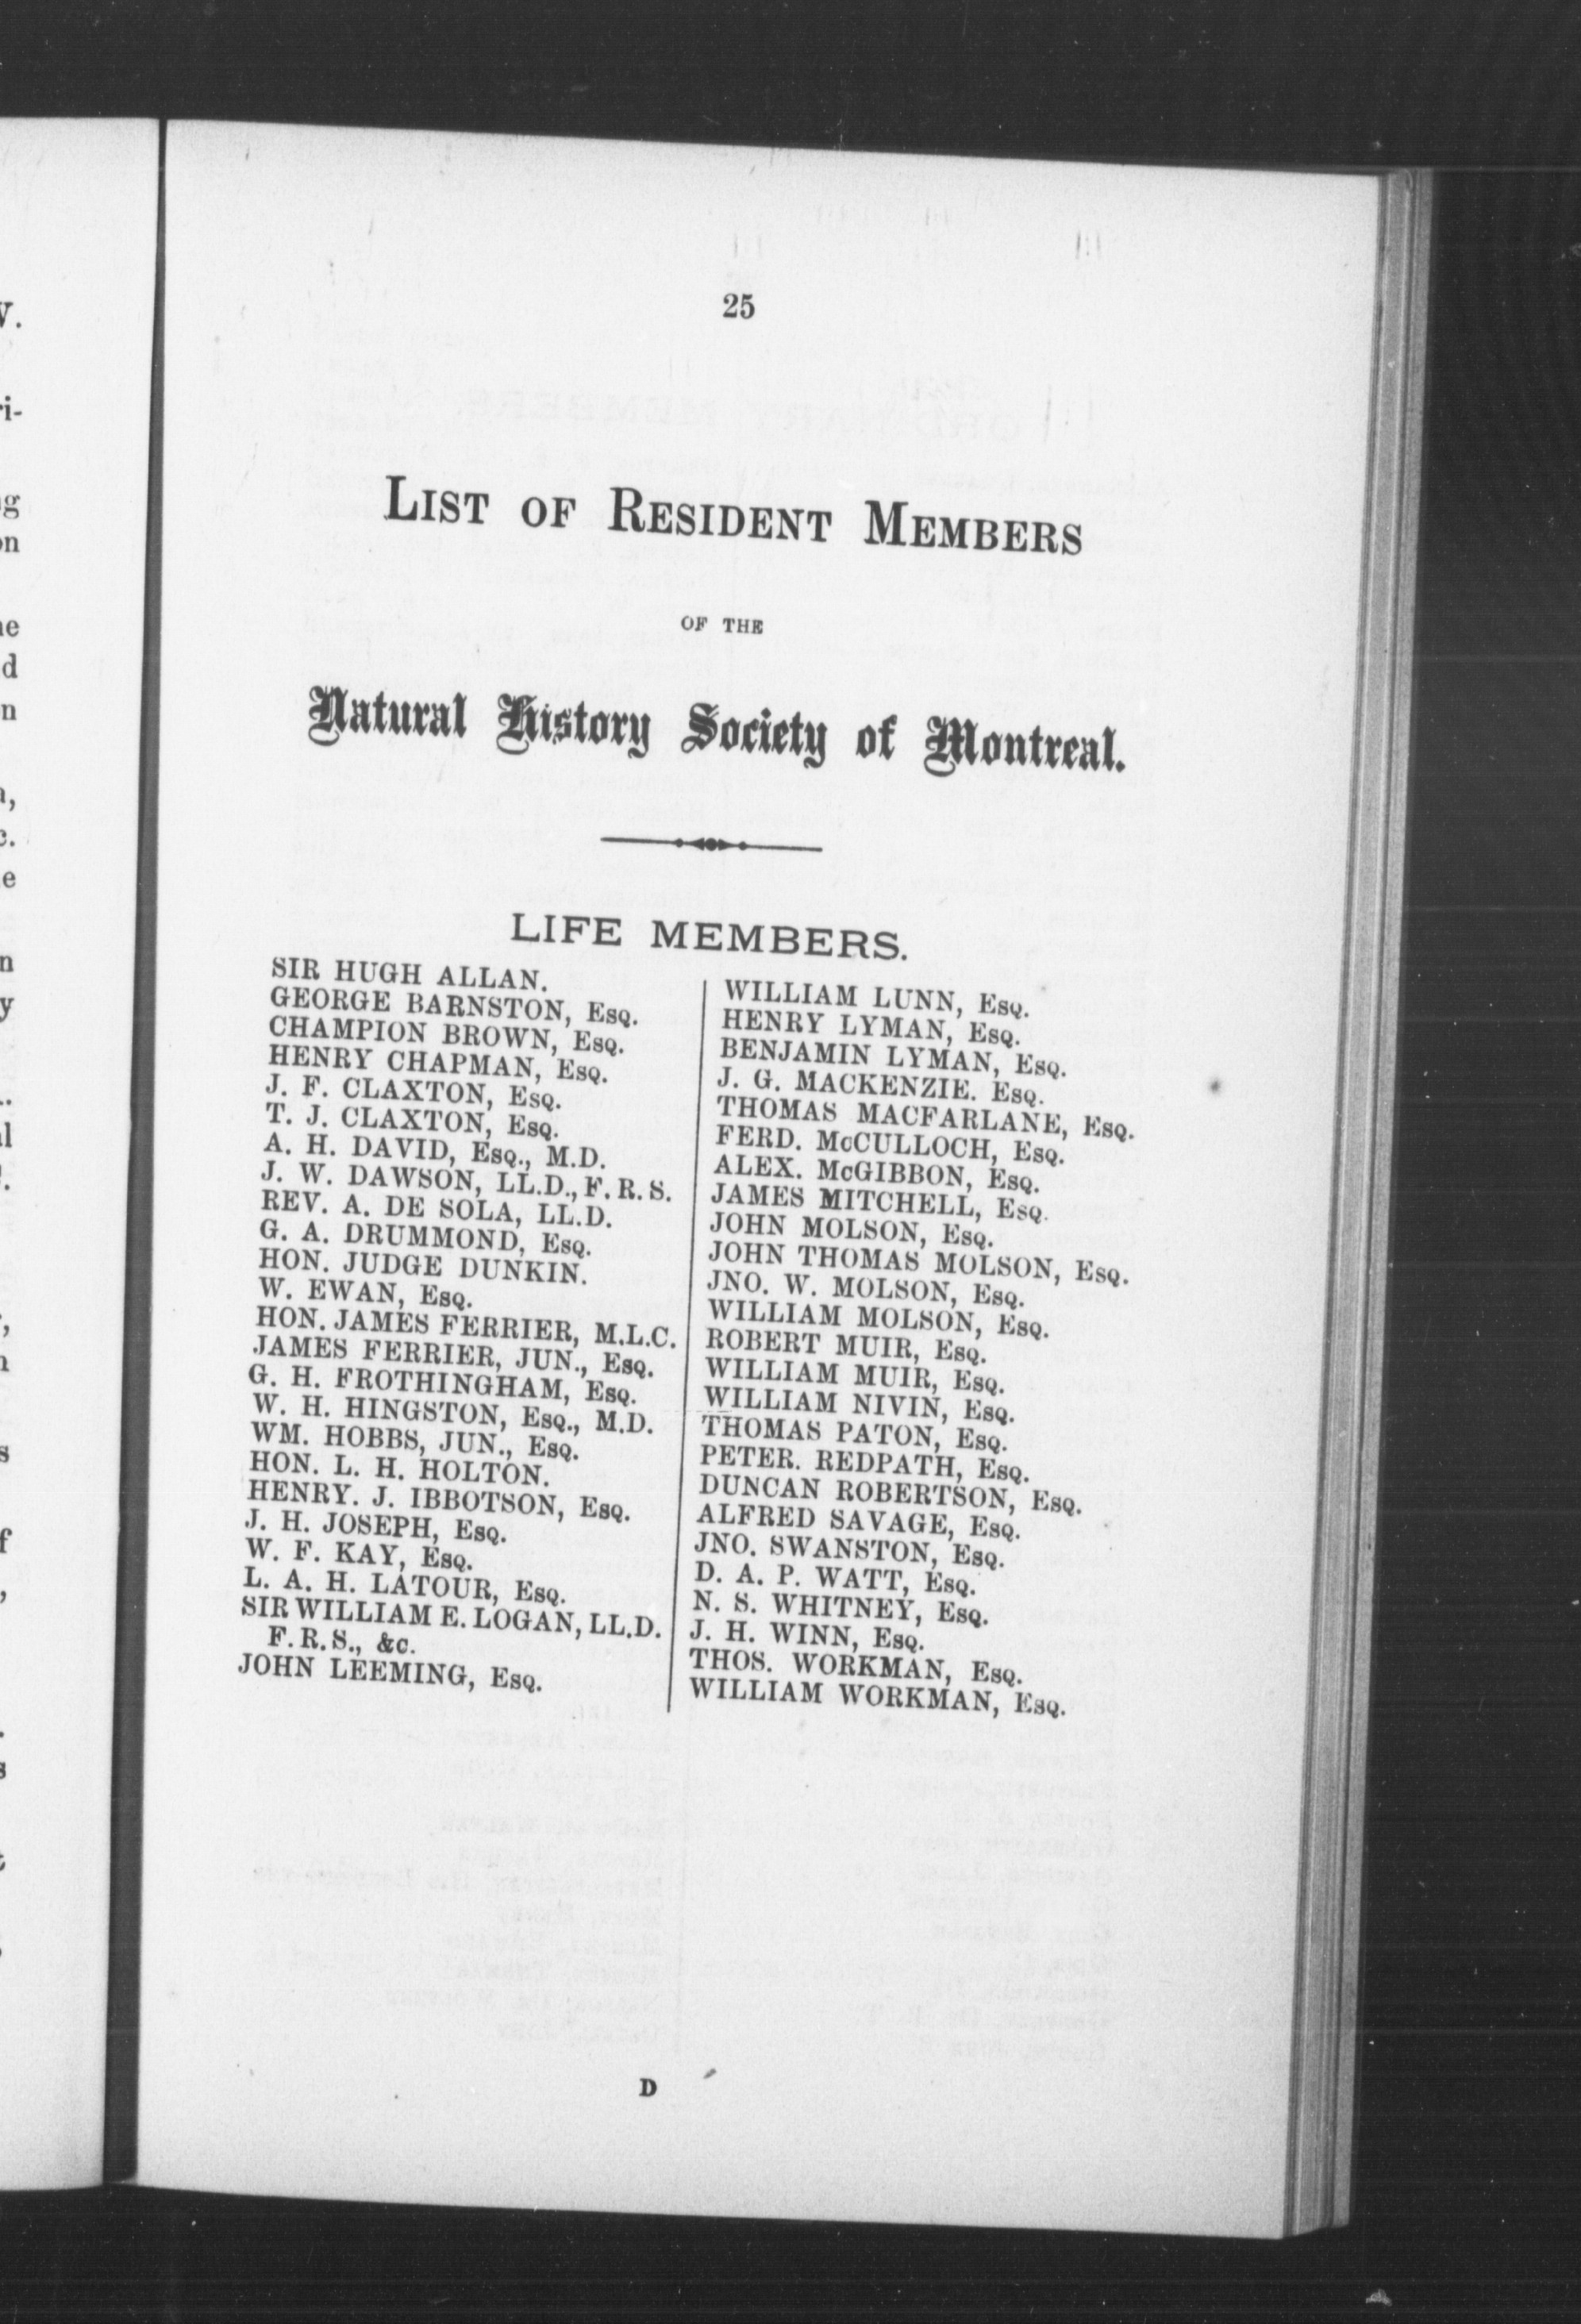 25
LIST OF RESIDENT MEMBERS
OF THE
Natural History Society of Montreal.
LIFE MEMBERS.
SIR HUGH ALLAN.
GEORGE BARNSTON, ESQ.
CHAMPION BROWN, ESQ.
HENRY CHAPMAN, ESQ.
J. F. CLAXTON, ESQ.
T. J. CLAXTON, ESQ.
A. H. DAVID, ESQ., M.D.
J. W. DAWSON, LL.D., F. R. S.
REV. A. DE SOLA, LL.D.
G. A. DRUMMOND, ESQ.
HON. JUDGE DUNKIN.
W. EWAN, ESQ.
HON. JAMES FERRIER, M.L.C.
JAMES FERRIER, JUN., ESQ.
G. H. FROTHINGHAM, ESQ.
W. H. HINGSTON, ESQ., M.D.
WM. HOBBS, JUN., ESQ.
HON. L. H. HOLTON.
HENRY. J. IBBOTSON, ESQ.
J. H. JOSEPH, ESQ.
W. F. KAY, ESQ.
L. A. H. LATOUR, ESQ.
SIR WILLIAM E. LOGAN, LL.D.
F. R. S., &c.
JOHN LEEMING, ESQ.
WILLIAM LUNN, ESQ.
HENRY LYMAN, ESQ.
BENJAMIN LYMAN, ESQ.
J. G. MACKENZIE. ESQ.
THOMAS MACFARLANE, ESQ.
FERD. McCULLOCH, ESQ.
ALEX. McGIBBON, ESQ.
JAMES MITCHELL, ESQ.
JOHN MOLSON, ESQ.
JOHN THOMAS MOLSON, ESQ.
JNO. W. MOLSON, ESQ.
WILLIAM MOLSON, ESQ.
ROBERT MUIR, ESQ.
WILLIAM MUIR, ESQ.
WILLIAM NIVIN, ESQ.
THOMAS PATON, ESQ.
PETER. REDPATH, ESQ.
DUNCAN ROBERTSON, ESQ.
ALFRED SAVAGE, ESQ.
JNO. SWANSTON, ESQ.
D. A. P. WATT, ESQ.
N. S. WHITNEY, ESQ.
J. H. WINN, ESQ.
THOS. WORKMAN, ESQ.
WILLIAM WORKMAN, ESQ.
D